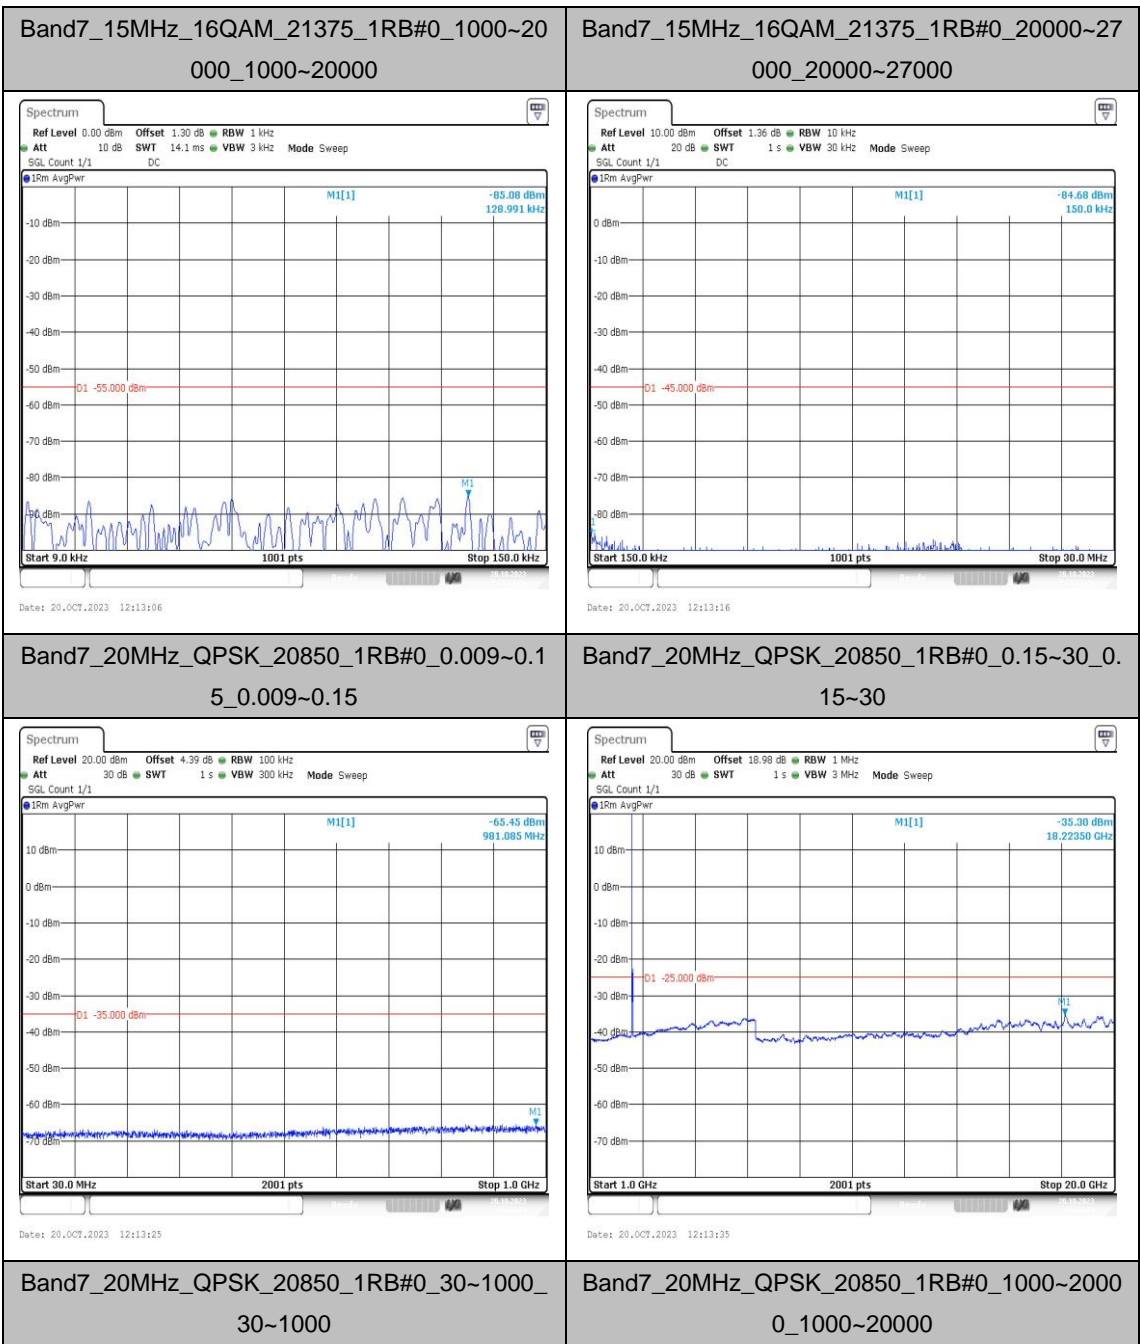 Band7_15MHz_16QAM_21375_1RB#0_1000~20
000_1000~20000
Band7_15MHz_16QAM_21375_1RB#0_20000~27
000_20000~27000
Spectrum
Ref Level 0.00 dBm Offset 1.30 dB RBW 1 kHz
Att 10 dB SWT 14.1 ms VBW 3 kHz Mode Sweep
SGL Count 1/1 DC
1Rm AvgPwr
M1[1] -85.08 dBm
128.991 kHz
-10 dBm
-20 dBm
-30 dBm
-40 dBm
-50 dBm
D1 -55.000 dBm
-60 dBm
-70 dBm
-80 dBm
M1
-90 dBm
Start 9.0 kHz 1001 pts Stop 150.0 kHz
Date: 20.OCT.2023 12:13:06
Spectrum
Ref Level 10.00 dBm Offset 1.36 dB RBW 10 kHz
Att 20 dB SWT 1 s VBW 30 kHz Mode Sweep
SGL Count 1/1 DC
1Rm AvgPwr
M1[1] -84.68 dBm
150.0 kHz
0 dBm
-10 dBm
-20 dBm
-30 dBm
-40 dBm
D1 -45.000 dBm
-50 dBm
-60 dBm
-70 dBm
-80 dBm
Start 150.0 kHz 1001 pts Stop 30.0 MHz
Date: 20.OCT.2023 12:13:16
Band7_20MHz_QPSK_20850_1RB#0_0.009~0.1
5_0.009~0.15
Band7_20MHz_QPSK_20850_1RB#0_0.15~30_0.
15~30
Spectrum
Ref Level 20.00 dBm Offset 4.39 dB RBW 100 kHz
Att 30 dB SWT 1 s VBW 300 kHz Mode Sweep
SGL Count 1/1
1Rm AvgPwr
M1[1] -65.45 dBm
981.085 MHz
10 dBm
0 dBm
-10 dBm
-20 dBm
-30 dBm
D1 -35.000 dBm
-40 dBm
-50 dBm
-60 dBm
M1
-70 dBm
Start 30.0 MHz 2001 pts Stop 1.0 GHz
Date: 20.OCT.2023 12:13:25
Spectrum
Ref Level 20.00 dBm Offset 18.98 dB RBW 1 MHz
Att 30 dB SWT 1 s VBW 3 MHz Mode Sweep
SGL Count 1/1
1Rm AvgPwr
M1[1] -35.30 dBm
18.22350 GHz
10 dBm
0 dBm
-10 dBm
-20 dBm
D1 -25.000 dBm
-30 dBm
M1
-40 dBm
-50 dBm
-60 dBm
-70 dBm
Start 1.0 GHz 2001 pts Stop 20.0 GHz
Date: 20.OCT.2023 12:13:35
Band7_20MHz_QPSK_20850_1RB#0_30~1000_
30~1000
Band7_20MHz_QPSK_20850_1RB#0_1000~2000
0_1000~20000